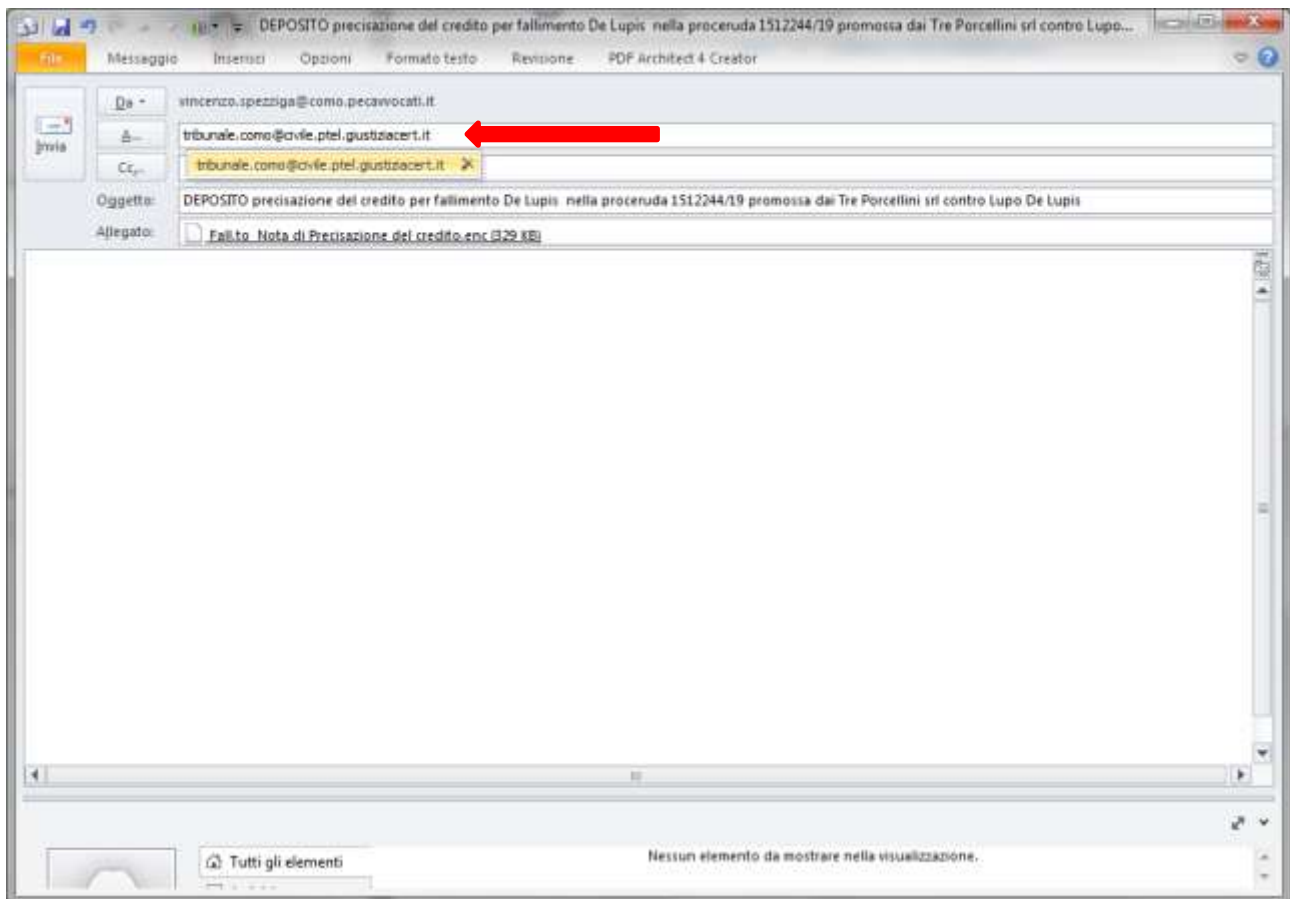 DEPOSITO precisazione del credito per fallimento De Lupis nella proceruda 1512244/19 promossa dai Tre Porcellini srl contro Lupo...
File Messaggio Inserisci Opzioni Formato testo Revisione PDF Architect 4 Creator
Da vincenzo.spezziga@como.pecavvocati.it
Invia
A... tribunale.como@civile.ptel.giustiziacert.it
Cc... tribunale.como@civile.ptel.giustiziacert.it
Oggetto: DEPOSITO precisazione del credito per fallimento De Lupis nella proceruda 1512244/19 promossa dai Tre Porcellini srl contro Lupo De Lupis
Allegato: Fall.to Nota di Precisazione del credito.enc (329 KB)
Tutti gli elementi
Nessun elemento da mostrare nella visualizzazione.